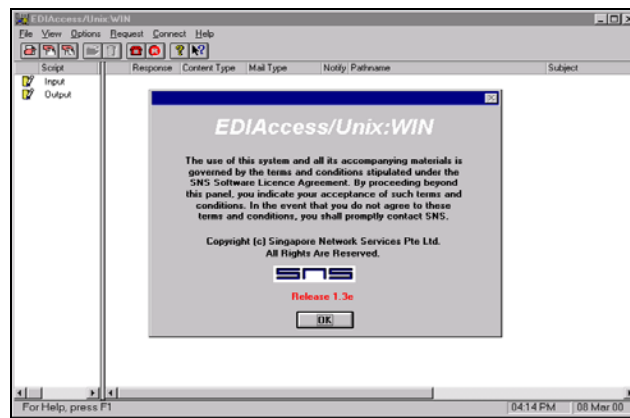 EDIAccess/Unix:WIN
File View Options Request Connect Help
Script Response Content Type Mail Type Notify Pathname Subject
Input
Output
EDIAccess/Unix:WIN
The use of this system and all its accompanying materials is
governed by the terms and conditions stipulated under the
SNS Software Licence Agreement. By proceeding beyond
this panel, you indicate your acceptance of such terms and
conditions. In the event that you do not agree to these
terms and conditions, you shall promptly contact SNS.
Copyright (c) Singapore Network Services Pte Ltd.
All Rights Are Reserved.
SNS
Release 1.3e
OK
For Help, press F1 04:14 PM 08 Mar 00